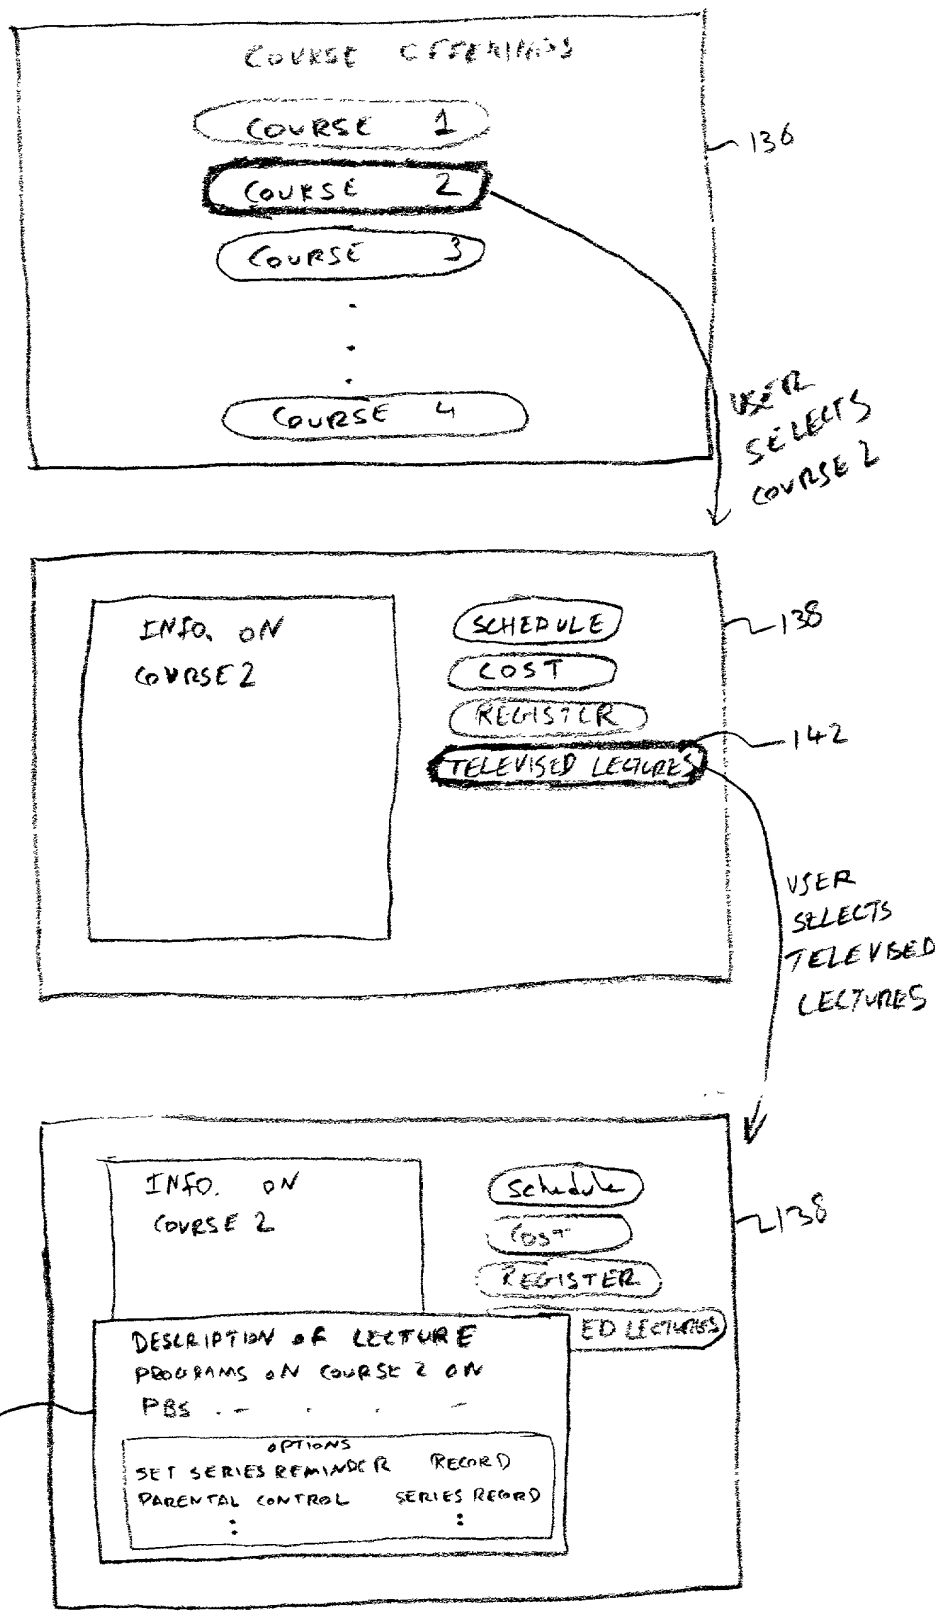 COURSE OFFERINGS
COURSE 1
136
COURSE 2
COURSE 3
COURSE 4
USER
SELECTS
COURSE 2
INFO. ON
COURSE 2
SCHEDULE
138
COST
REGISTER
142
TELEVISED LECTURES
USER
SELECTS
TELEVISED
LECTURES
INFO. ON
COURSE 2
Schedule
138
COST
REGISTER
ED LECTURES
DESCRIPTION OF LECTURE
PROGRAMS ON COURSE 2 ON
PBS . - . . -
OPTIONS
SET SERIES REMINDER RECORD
PARENTAL CONTROL SERIES RECORD